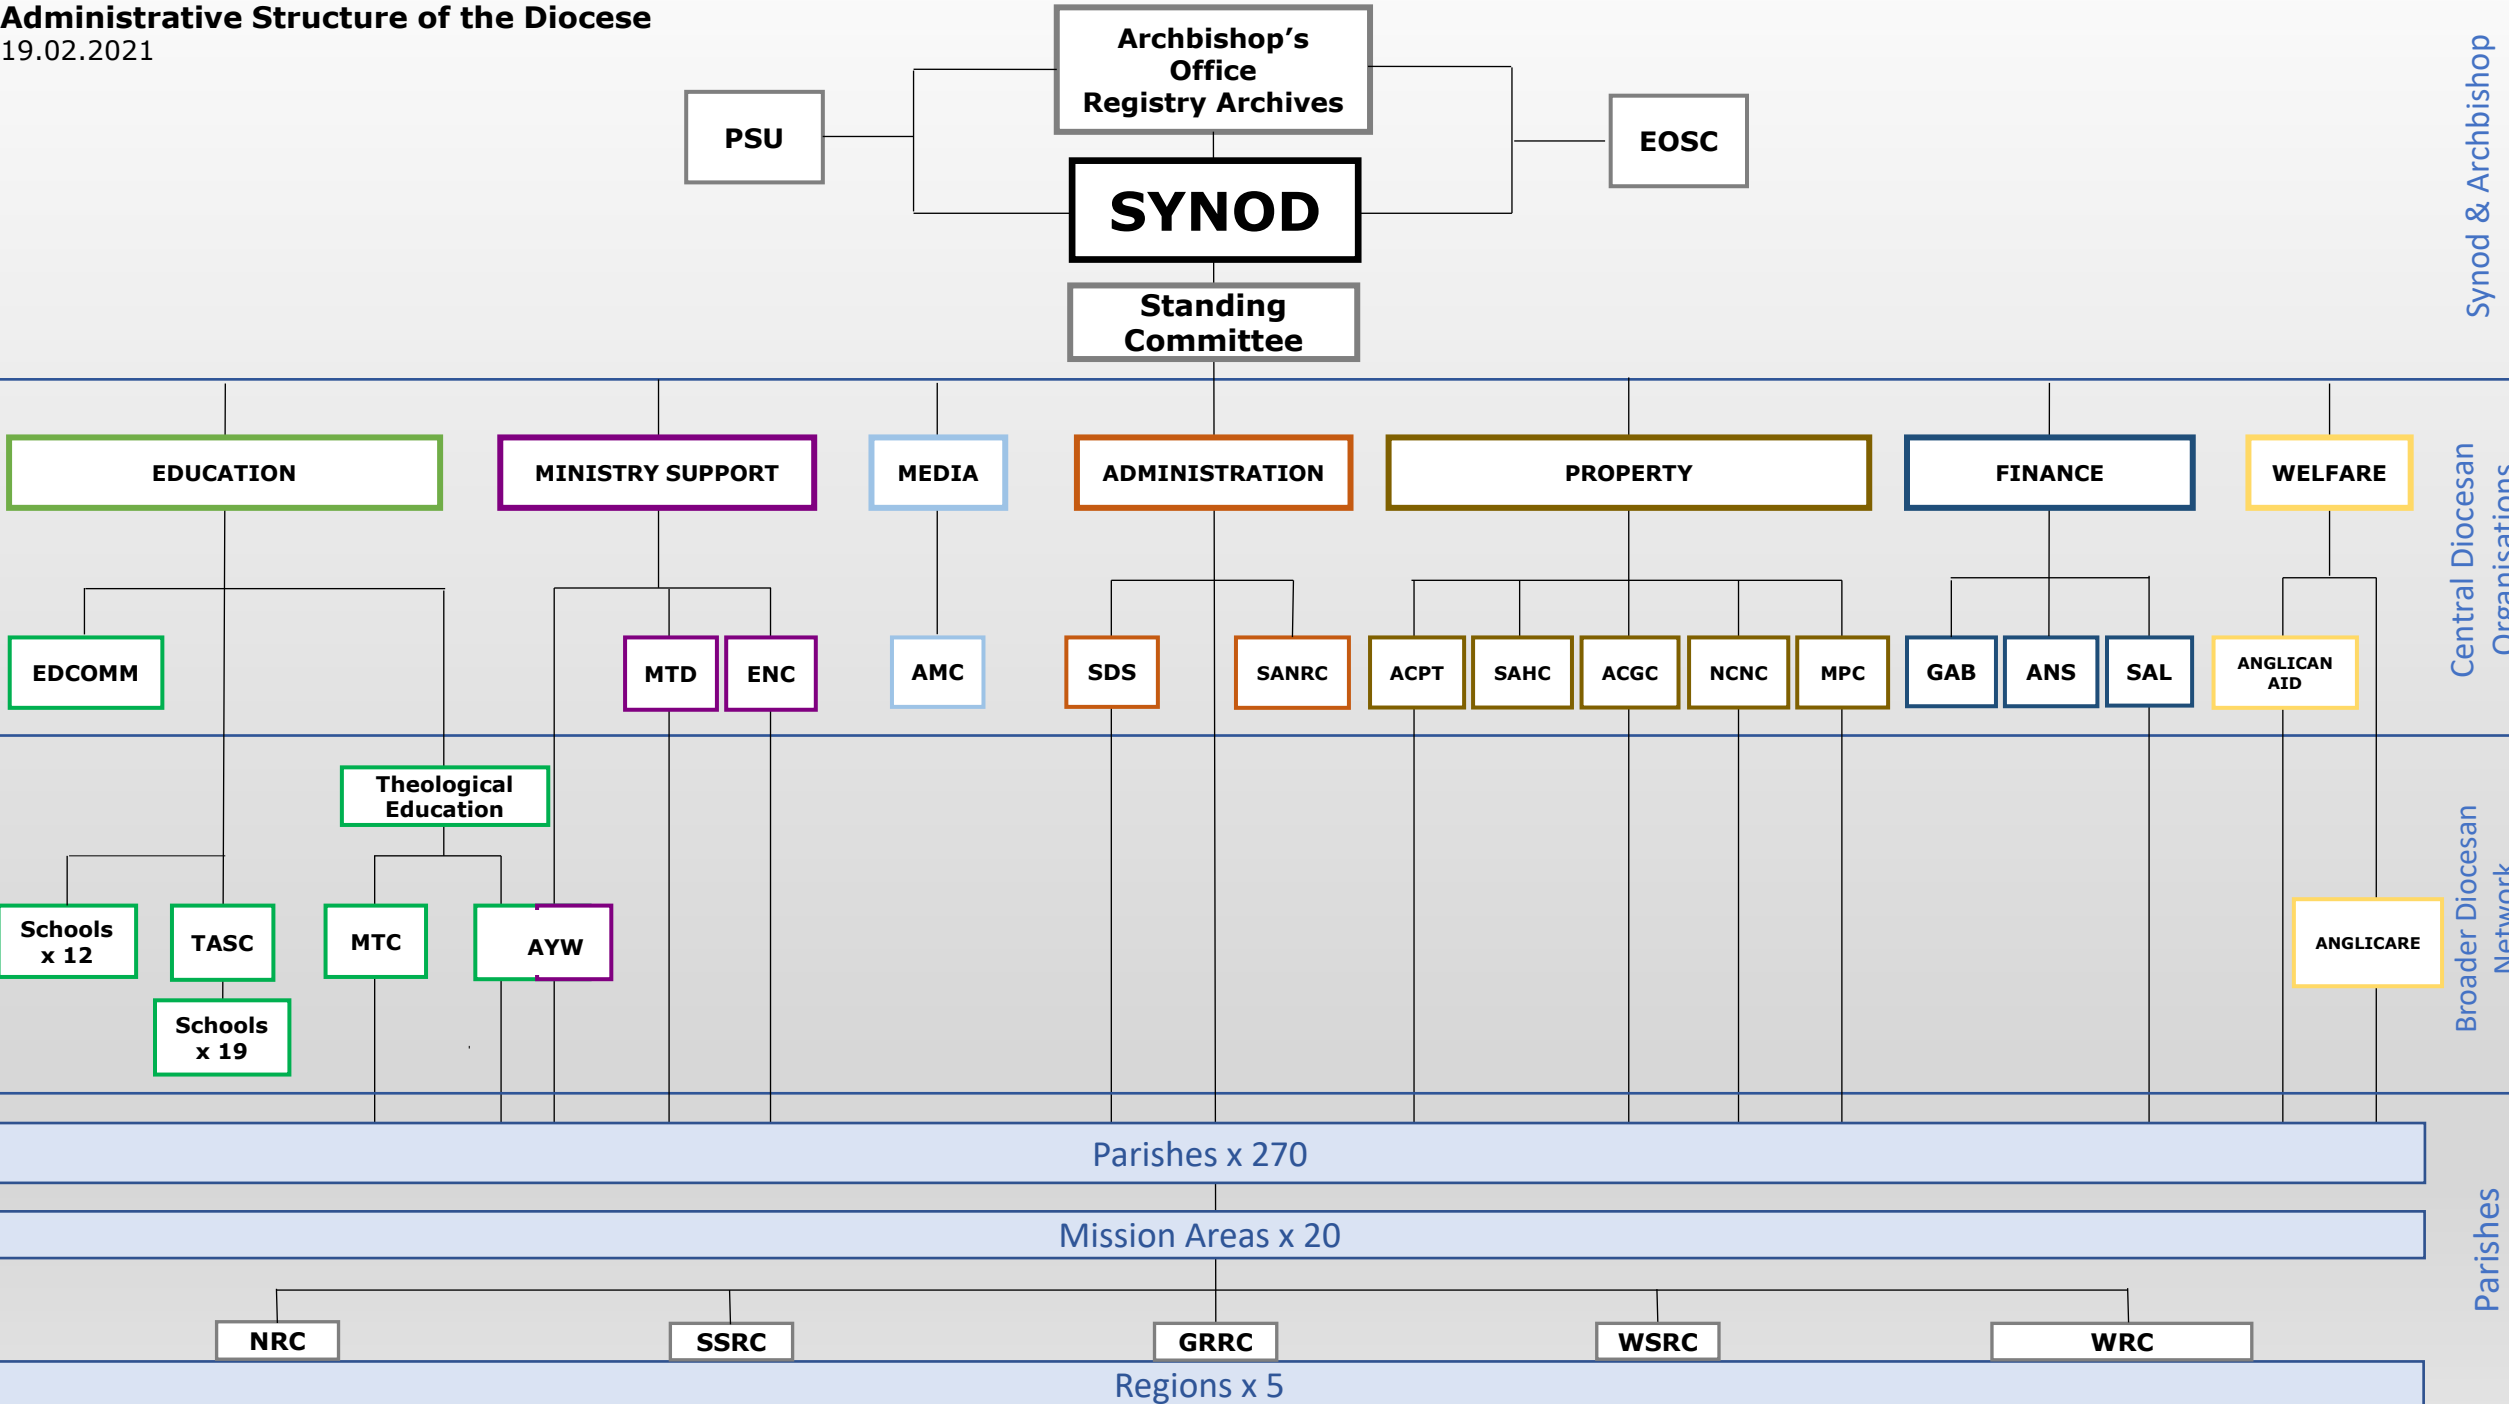 Administrative Structure of the Diocese
19.02.2021
Archbishop’s
Office
Registry Archives
PSU
EOSC
SYNOD
Standing
Committee
Synod & Archbishop
EDUCATION
MINISTRY SUPPORT
MEDIA
ADMINISTRATION
PROPERTY
FINANCE
WELFARE
EDCOMM
MTD
ENC
AMC
SDS
SANRC
ACPT
SAHC
ACGC
NCNC
MPC
GAB
ANS
SAL
ANGLICAN
AID
Central Diocesan
Organisations
Theological
Education
Schools
x 12
TASC
MTC
AYW
ANGLICARE
Schools
x 19
Broader Diocesan
Network
Parishes x 270
Mission Areas x 20
NRC
SSRC
GRRC
WSRC
WRC
Regions x 5
Parishes